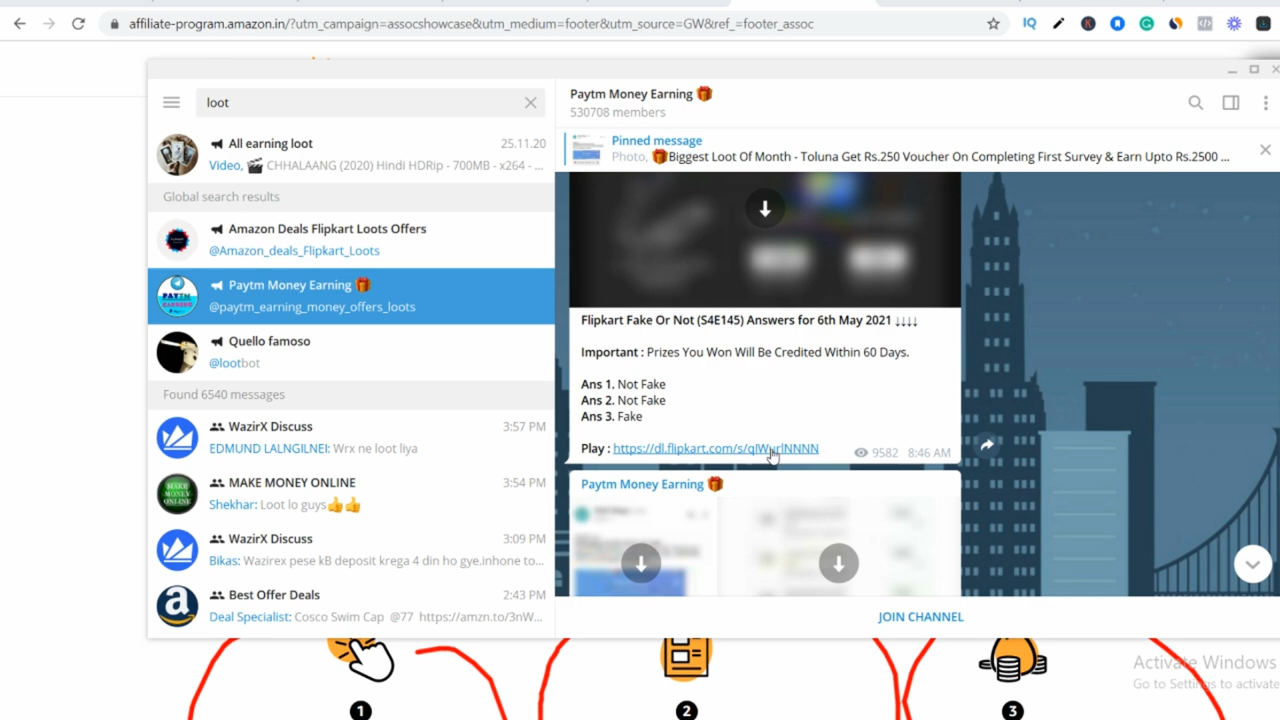 affiliate-program.amazon.in/?utm_campaign=assocshowcase&utm_medium=footer&utm_source=GW&ref_=footer_assoc
loot
All earning loot 25.11.20
Video, 🎬 CHHALAANG (2020) Hindi HDRip - 700MB - x264 - ...
Global search results
Amazon Deals Flipkart Loots Offers
@Amazon_deals_Flipkart_Loots
Paytm Money Earning 🎁
@paytm_earning_money_offers_loots
Quello famoso
@lootbot
Found 6540 messages
WazirX Discuss 3:57 PM
EDMUND LALNGILNEI: Wrx ne loot liya
MAKE MONEY ONLINE 3:54 PM
Shekhar: Loot lo guys👍👍
WazirX Discuss 3:09 PM
Bikas: Wazirex pese kB deposit krega 4 din ho gye.inhone to...
Best Offer Deals 2:43 PM
Deal Specialist: Cosco Swim Cap @77 https://amzn.to/3nW...
Paytm Money Earning 🎁
530708 members
Pinned message
Photo, 🎁Biggest Loot Of Month - Toluna Get Rs.250 Voucher On Completing First Survey & Earn Upto Rs.2500 ...
Flipkart Fake Or Not (S4E145) Answers for 6th May 2021 ↓↓↓↓
Important : Prizes You Won Will Be Credited Within 60 Days.
Ans 1. Not Fake
Ans 2. Not Fake
Ans 3. Fake
Play : 9582 8:46 AM
Paytm Money Earning 🎁
JOIN CHANNEL
1 2 3
Activate Windows
Go to Settings to activate